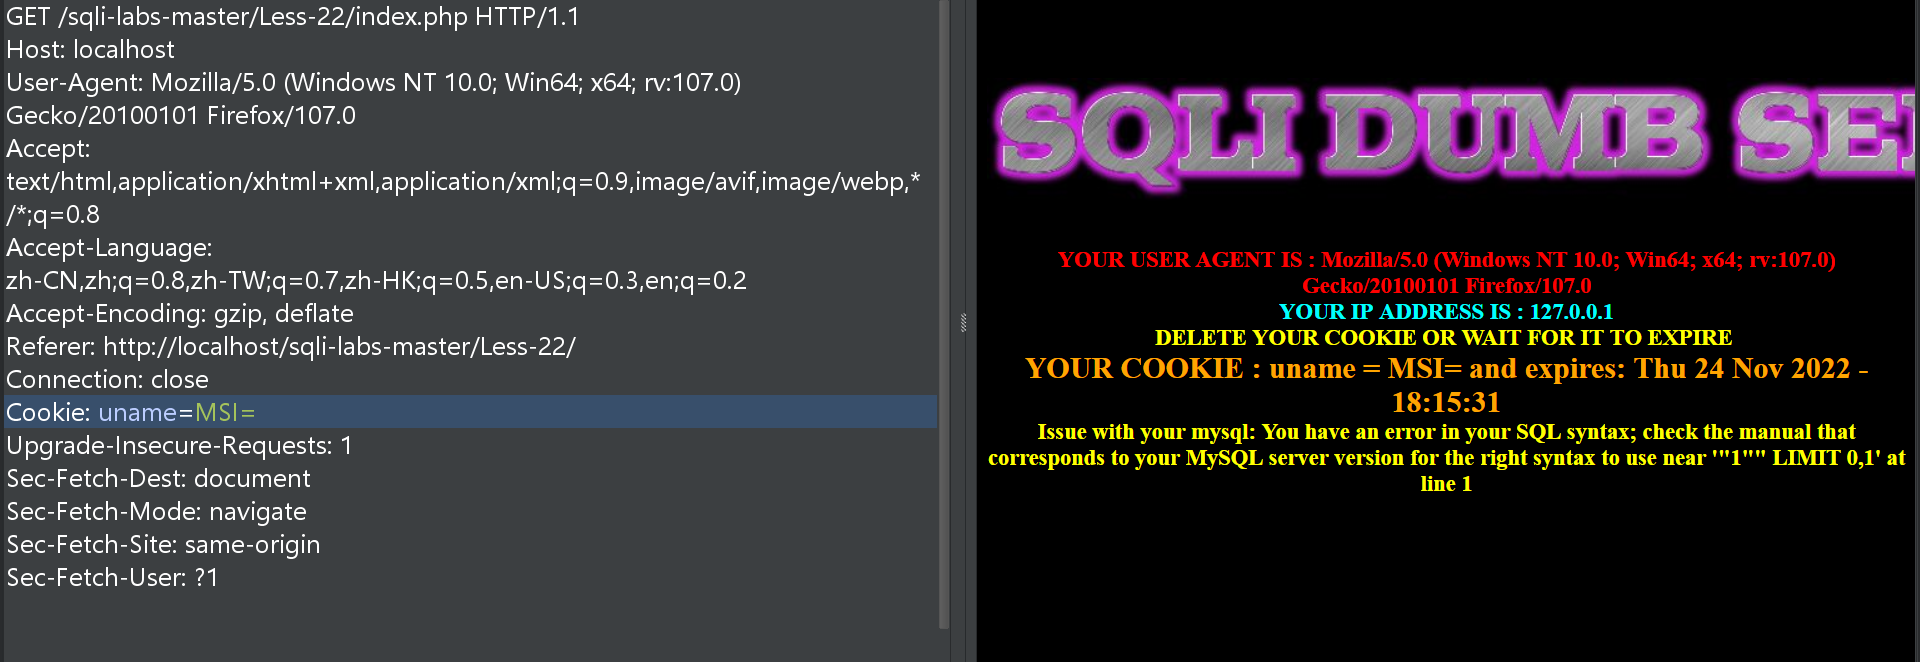 GET /sqli-labs-master/Less-22/index.php HTTP/1.1
Host: localhost
User-Agent: Mozilla/5.0 (Windows NT 10.0; Win64; x64; rv:107.0)
Gecko/20100101 Firefox/107.0
Accept:
text/html,application/xhtml+xml,application/xml;q=0.9,image/avif,image/webp,*
/*;q=0.8
Accept-Language:
zh-CN,zh;q=0.8,zh-TW;q=0.7,zh-HK;q=0.5,en-US;q=0.3,en;q=0.2
Accept-Encoding: gzip, deflate
Referer: http://localhost/sqli-labs-master/Less-22/
Connection: close
Cookie: uname=MSI=
Upgrade-Insecure-Requests: 1
Sec-Fetch-Dest: document
Sec-Fetch-Mode: navigate
Sec-Fetch-Site: same-origin
Sec-Fetch-User: ?1
SQLI DUMB SE
YOUR USER AGENT IS : Mozilla/5.0 (Windows NT 10.0; Win64; x64; rv:107.0)
Gecko/20100101 Firefox/107.0
YOUR IP ADDRESS IS : 127.0.0.1
DELETE YOUR COOKIE OR WAIT FOR IT TO EXPIRE
YOUR COOKIE : uname = MSI= and expires: Thu 24 Nov 2022 -
18:15:31
Issue with your mysql: You have an error in your SQL syntax; check the manual that
corresponds to your MySQL server version for the right syntax to use near '"1"" LIMIT 0,1' at
line 1